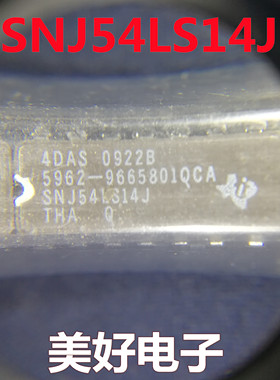 SNJ54LS14J
4DAS 0922B
5962-9665801QCA
SNJ54LS14J
THA Q
美好电子